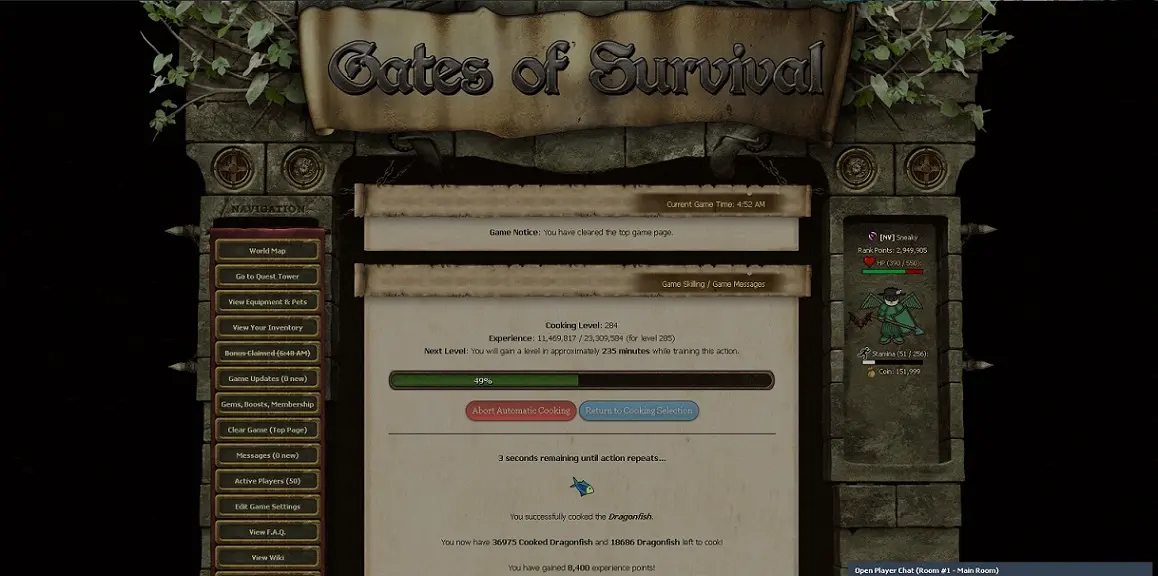 Gates of Survival
NAVIGATION
World Map
Go to Quest Tower
View Equipment & Pets
View Your Inventory
Bonus Claimed (6:40 AM)
Game Updates (0 new)
Gems, Boosts, Membership
Clear Game (Top Page)
Messages (0 new)
Active Players (50)
Edit Game Settings
View F.A.Q.
View Wiki
Current Game Time: 4:52 AM
Game Notice: You have cleared the top game page.
Game Skilling / Game Messages
Cooking Level: 284
Experience: 11,469,817 / 23,309,584 (for level 285)
Next Level: You will gain a level in approximately 235 minutes while training this action.
49%
Abort Automatic Cooking
Return to Cooking Selection
3 seconds remaining until action repeats...
You successfully cooked the Dragonfish.
You now have 36975 Cooked Dragonfish and 18686 Dragonfish left to cook!
You have gained 8,400 experience points!
[NV] Sneaky
Rank Points: 2,949,905
HP (390 / 550):
Stamina (51 / 256):
Coin: 151,999
Open Player Chat (Room #1 - Main Room)